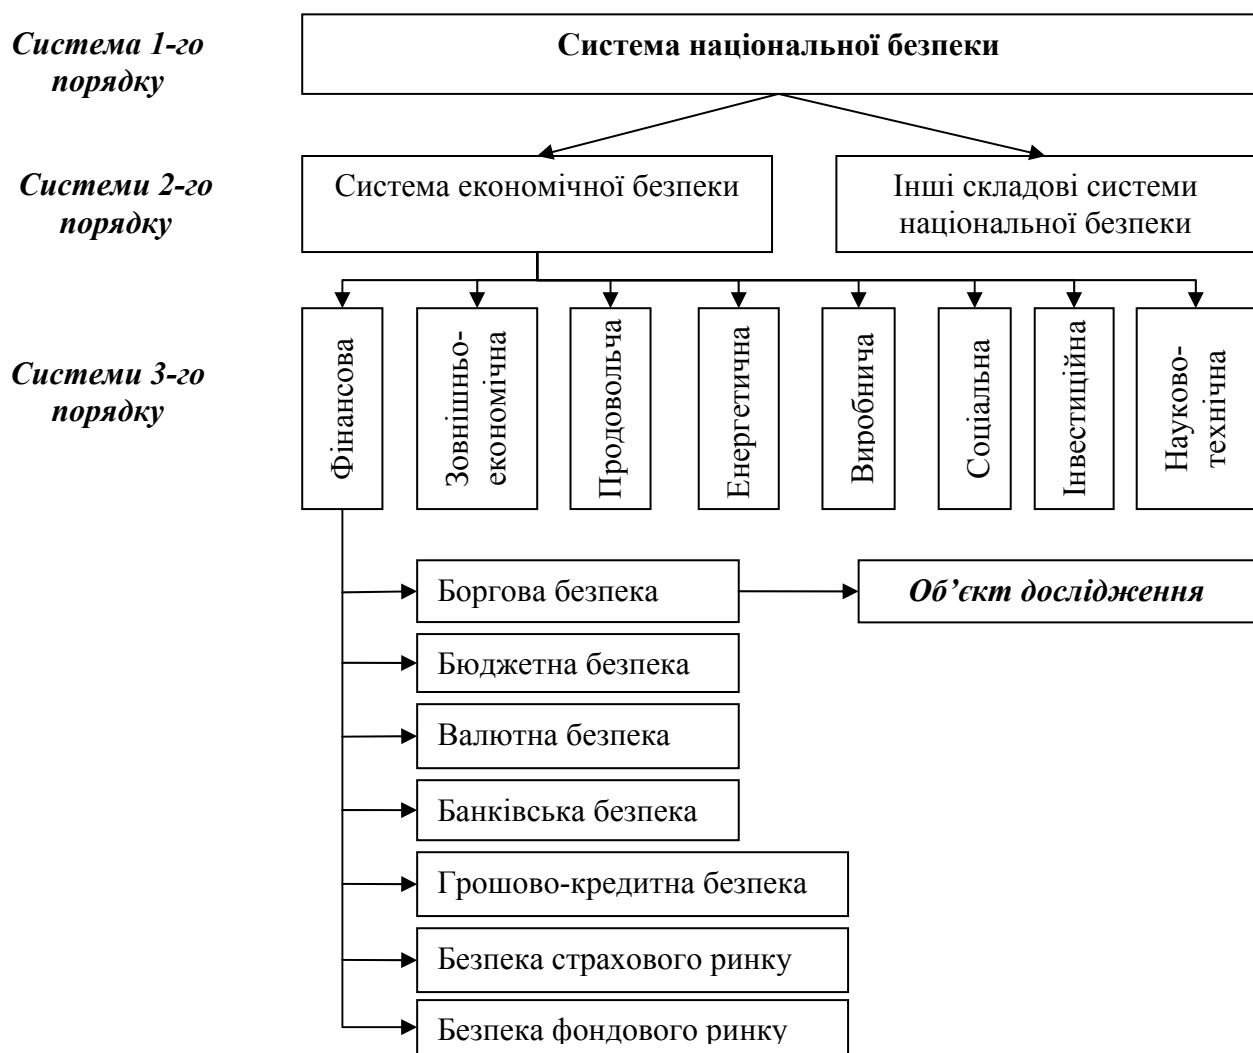 Система 1-го
порядку
Система національної безпеки
Системи 2-го
порядку
Система економічної безпеки
Інші складові системи
національної безпеки
Системи 3-го
порядку
Фінансова
Зовнішньо-
економічна
Продовольча
Енергетична
Виробнича
Соціальна
Інвестиційна
Науково-
технічна
Боргова безпека
Об’єкт дослідження
Бюджетна безпека
Валютна безпека
Банківська безпека
Грошово-кредитна безпека
Безпека страхового ринку
Безпека фондового ринку